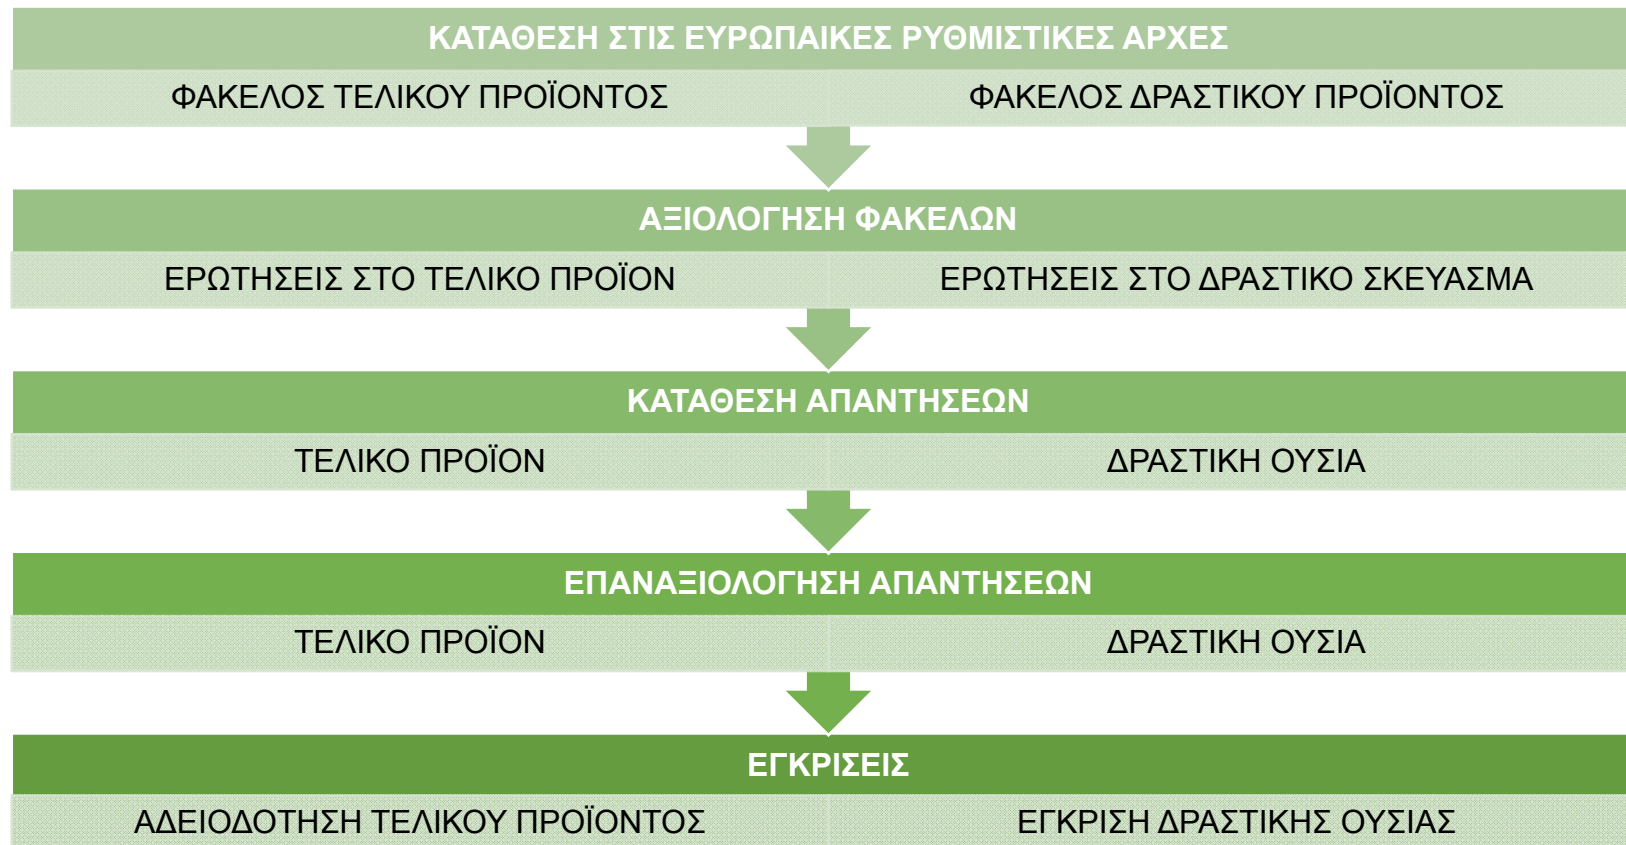 ΚΑΤΑΘΕΣΗ ΣΤΙΣ ΕΥΡΩΠΑΙΚΕΣ ΡΥΘΜΙΣΤΙΚΕΣ ΑΡΧΕΣ
ΦΑΚΕΛΟΣ ΤΕΛΙΚΟΥ ΠΡΟΪΟΝΤΟΣ
ΦΑΚΕΛΟΣ ΔΡΑΣΤΙΚΟΥ ΠΡΟΪΟΝΤΟΣ
ΑΞΙΟΛΟΓΗΣΗ ΦΑΚΕΛΩΝ
ΕΡΩΤΗΣΕΙΣ ΣΤΟ ΤΕΛΙΚΟ ΠΡΟΪΟΝ
ΕΡΩΤΗΣΕΙΣ ΣΤΟ ΔΡΑΣΤΙΚΟ ΣΚΕΥΑΣΜΑ
ΚΑΤΑΘΕΣΗ ΑΠΑΝΤΗΣΕΩΝ
ΤΕΛΙΚΟ ΠΡΟΪΟΝ
ΔΡΑΣΤΙΚΗ ΟΥΣΙΑ
ΕΠΑΝΑΞΙΟΛΟΓΗΣΗ ΑΠΑΝΤΗΣΕΩΝ
ΤΕΛΙΚΟ ΠΡΟΪΟΝ
ΔΡΑΣΤΙΚΗ ΟΥΣΙΑ
ΕΓΚΡΙΣΕΙΣ
ΑΔΕΙΟΔΟΤΗΣΗ ΤΕΛΙΚΟΥ ΠΡΟΪΟΝΤΟΣ
ΕΓΚΡΙΣΗ ΔΡΑΣΤΙΚΗΣ ΟΥΣΙΑΣ